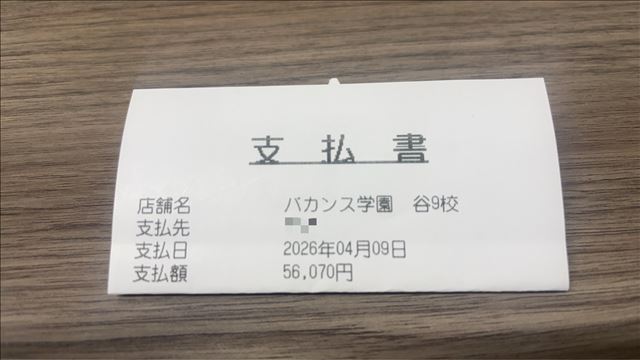 支払書
店舗名 バカンス学園 谷9校
支払先
支払日 2026年04月09日
支払額 56,070円